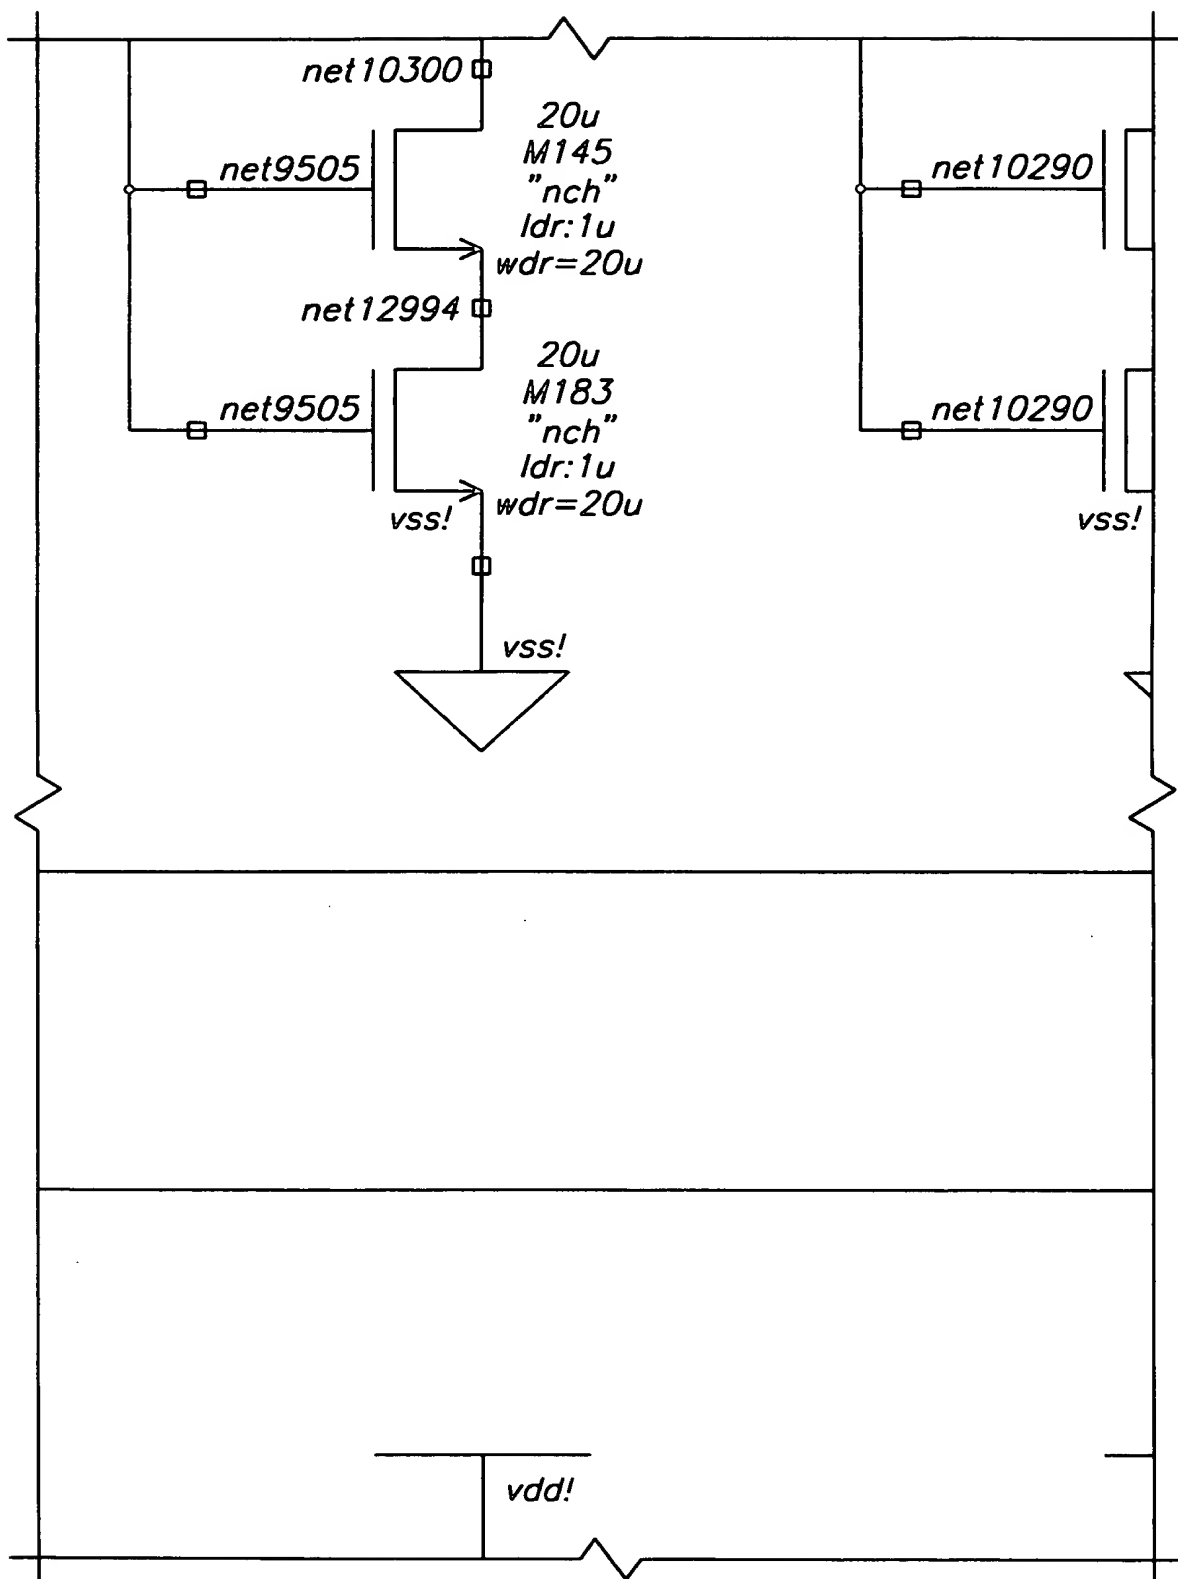 net10300
20u
M145
"nch"
ldr:1u
wdr=20u
net9505
net10290
net12994
20u
M183
"nch"
ldr:1u
wdr=20u
net9505
net10290
vss!
vss!
vss!
vdd!